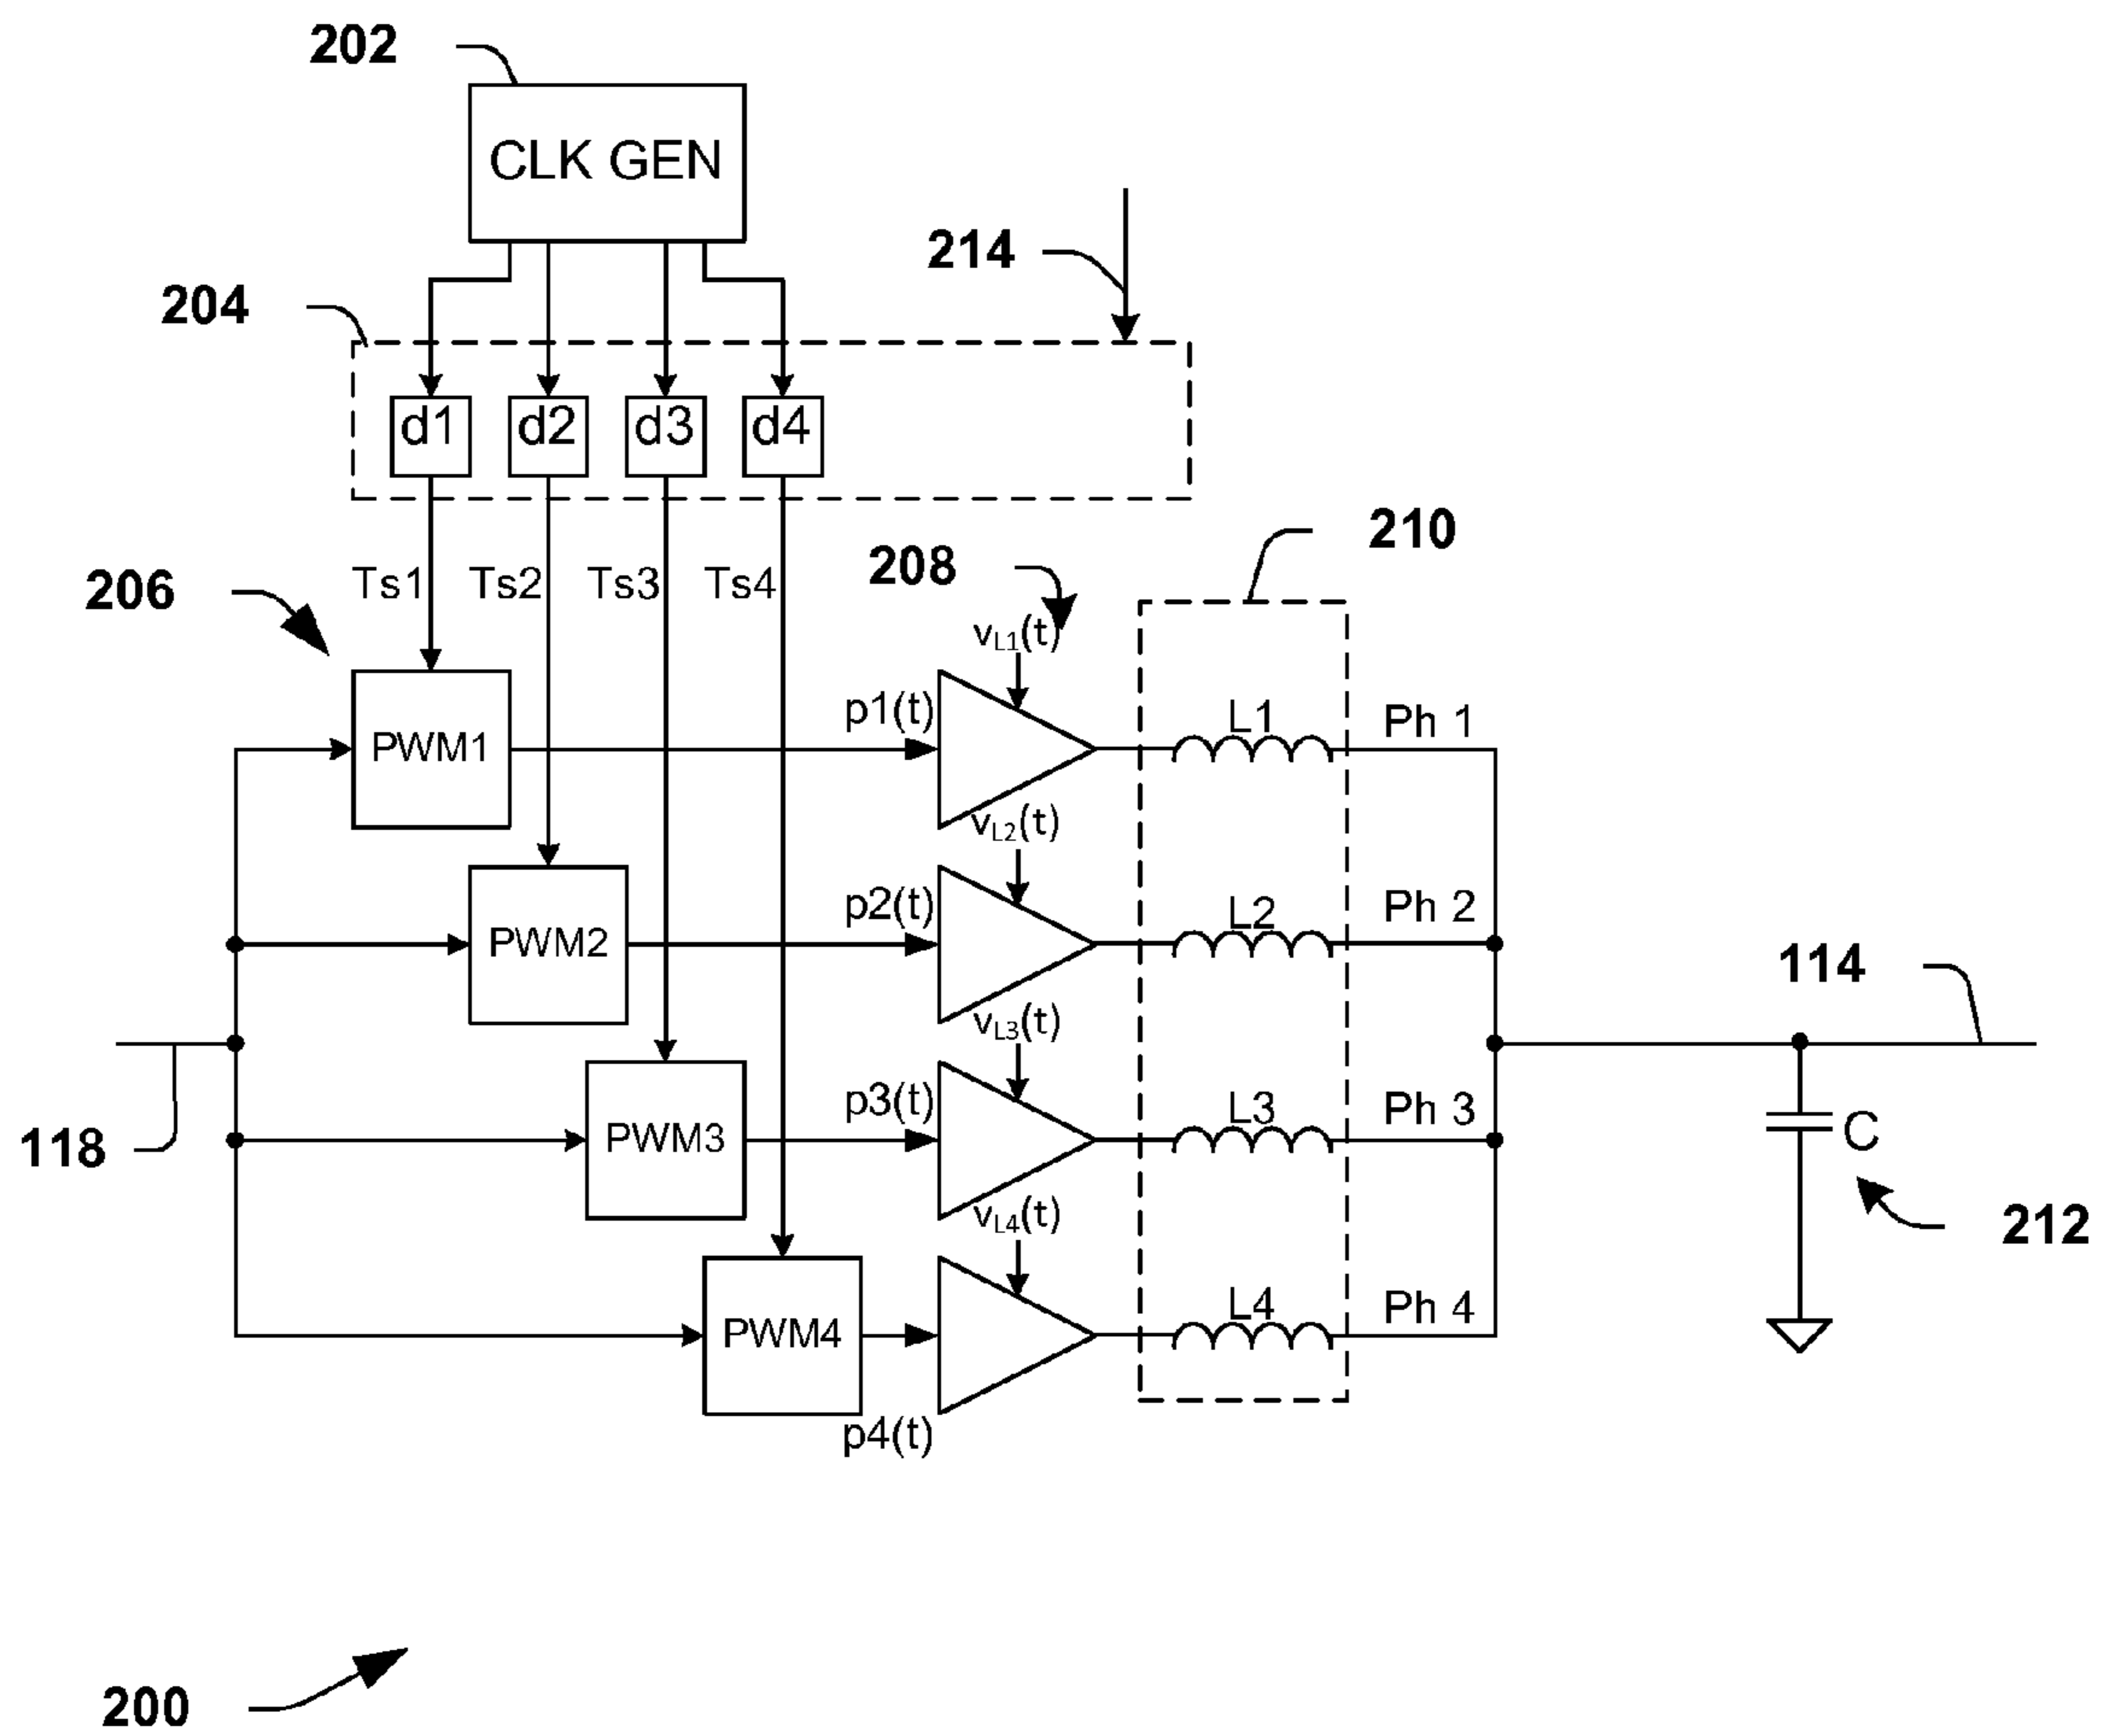 202
CLK GEN
214
204
d1 d2 d3 d4
210
208
206
Ts1 Ts2 Ts3 Ts4
vL1(t)
p1(t)
L1
Ph 1
PWM1
vL2(t)
p2(t)
L2
Ph 2
PWM2
114
vL3(t)
p3(t)
L3
Ph 3
PWM3
C
118
vL4(t)
212
L4
Ph 4
PWM4
p4(t)
200